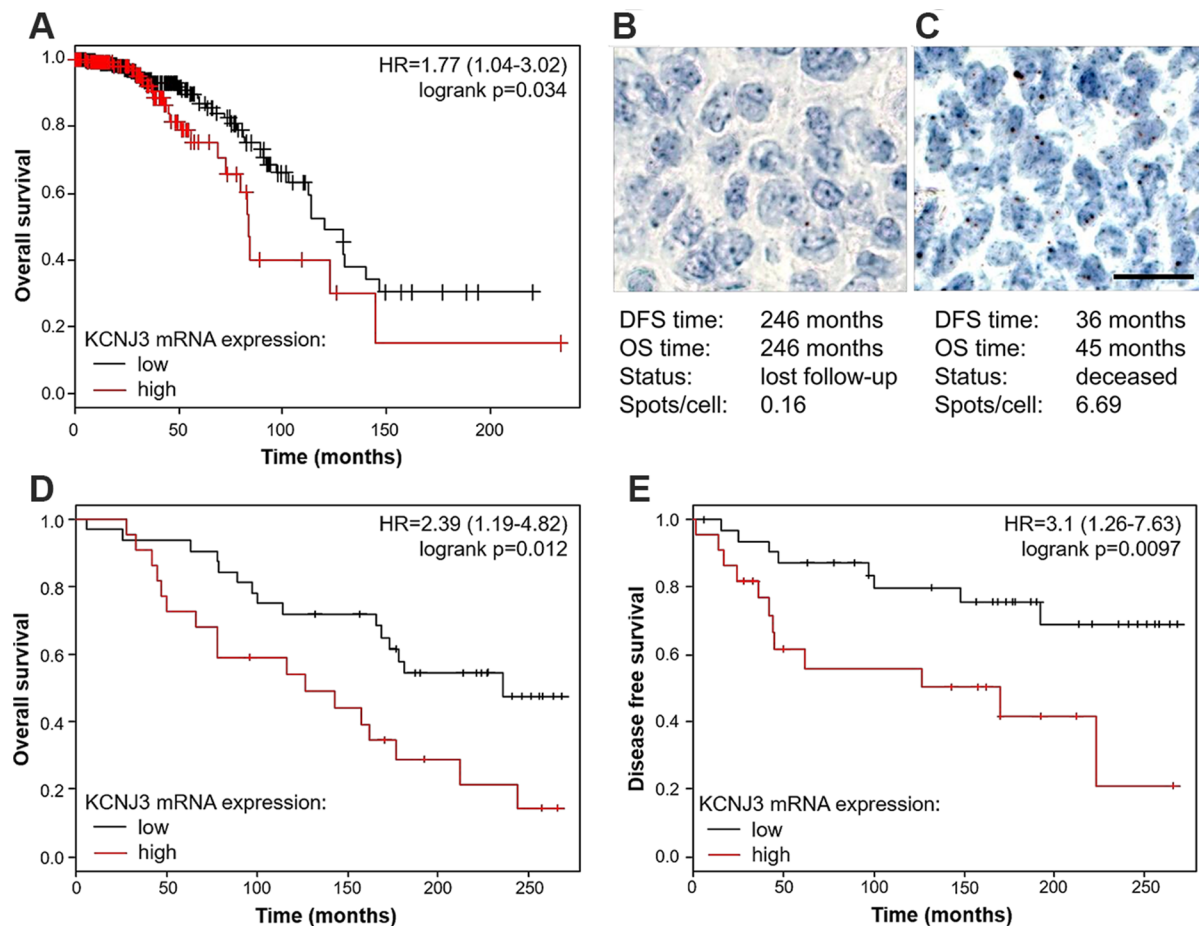 A
HR=1.77 (1.04-3.02)
logrank p=0.034
1.0
0.8
0.6
0.4
0.2
0.0
Overall survival
KCNJ3 mRNA expression:
low
high
0 50 100 150 200
Time (months)
B
DFS time: 246 months
OS time: 246 months
Status: lost follow-up
Spots/cell: 0.16
C
DFS time: 36 months
OS time: 45 months
Status: deceased
Spots/cell: 6.69
D
HR=2.39 (1.19-4.82)
logrank p=0.012
1.0
0.8
0.6
0.4
0.2
0.0
Overall survival
KCNJ3 mRNA expression:
low
high
0 50 100 150 200 250
Time (months)
E
HR=3.1 (1.26-7.63)
logrank p=0.0097
1.0
0.8
0.6
0.4
0.2
0.0
Disease free survival
KCNJ3 mRNA expression:
low
high
0 50 100 150 200 250
Time (months)